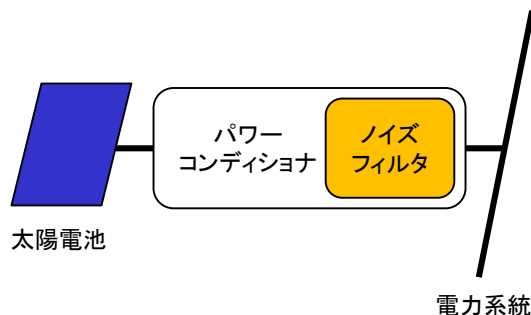 パワー
コンディショナ
ノイズ
フィルタ
太陽電池
電力系統